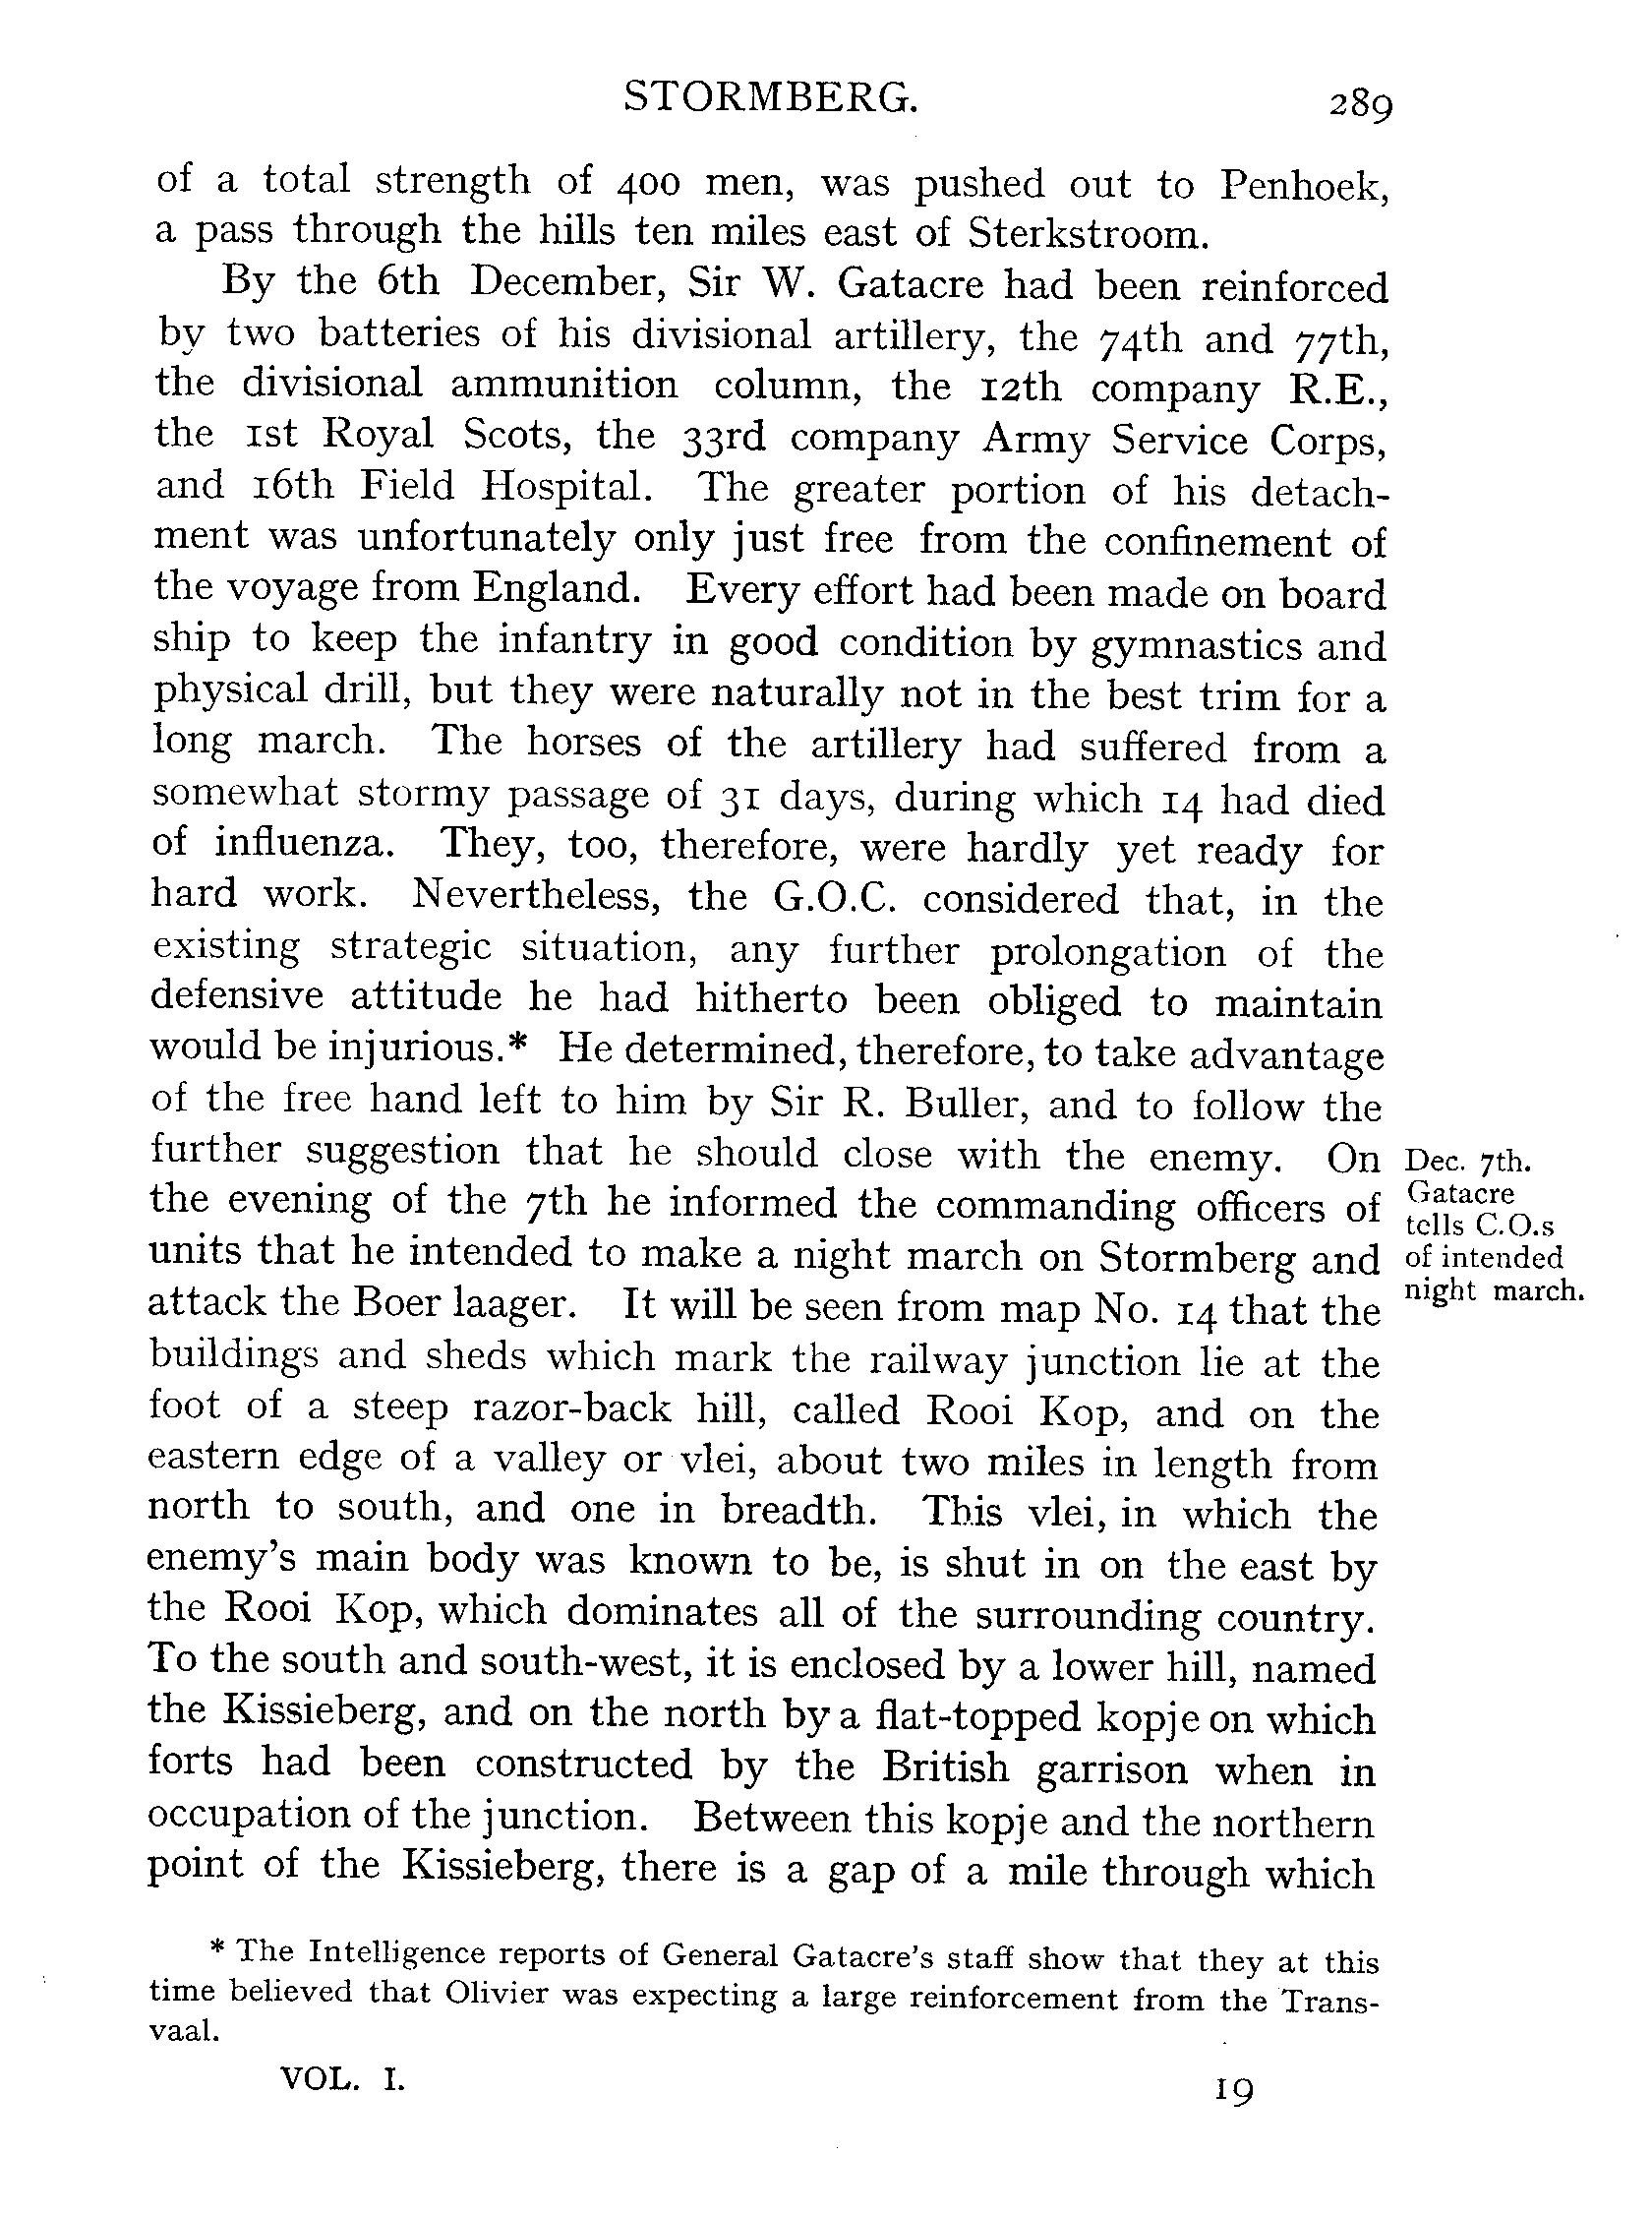 STORMBERG. 289
of a total strength of 400 men, was pushed out to Penhoek,
a pass through the hills ten miles east of Sterkstroom.
By the 6th December, Sir W. Gatacre had been reinforced
by two batteries of his divisional artillery, the 74th and 77th,
the divisional ammunition column, the 12th company R.E.,
the 1st Royal Scots, the 33rd company Army Service Corps,
and 16th Field Hospital. The greater portion of his detach-
ment was unfortunately only just free from the confinement of
the voyage from England. Every effort had been made on board
ship to keep the infantry in good condition by gymnastics and
physical drill, but they were naturally not in the best trim for a
long march. The horses of the artillery had suffered from a
somewhat stormy passage of 31 days, during which 14 had died
of influenza. They, too, therefore, were hardly yet ready for
hard work. Nevertheless, the G.O.C. considered that, in the
existing strategic situation, any further prolongation of the
defensive attitude he had hitherto been obliged to maintain
would be injurious.* He determined, therefore, to take advantage
of the free hand left to him by Sir R. Buller, and to follow the
further suggestion that he should close with the enemy. On
the evening of the 7th he informed the commanding officers of
units that he intended to make a night march on Stormberg and
attack the Boer laager. It will be seen from map No. 14 that the
buildings and sheds which mark the railway junction lie at the
foot of a steep razor-back hill, called Rooi Kop, and on the
eastern edge of a valley or vlei, about two miles in length from
north to south, and one in breadth. This vlei, in which the
enemy's main body was known to be, is shut in on the east by
the Rooi Kop, which dominates all of the surrounding country.
To the south and south-west, it is enclosed by a lower hill, named
the Kissieberg, and on the north by a flat-topped kopje on which
forts had been constructed by the British garrison when in
occupation of the junction. Between this kopje and the northern
point of the Kissieberg, there is a gap of a mile through which
Dec. 7th.
Gatacre
tells C.O.s
of intended
night march.
* The Intelligence reports of General Gatacre's staff show that they at this
time believed that Olivier was expecting a large reinforcement from the Trans-
vaal.
VOL. I. 19